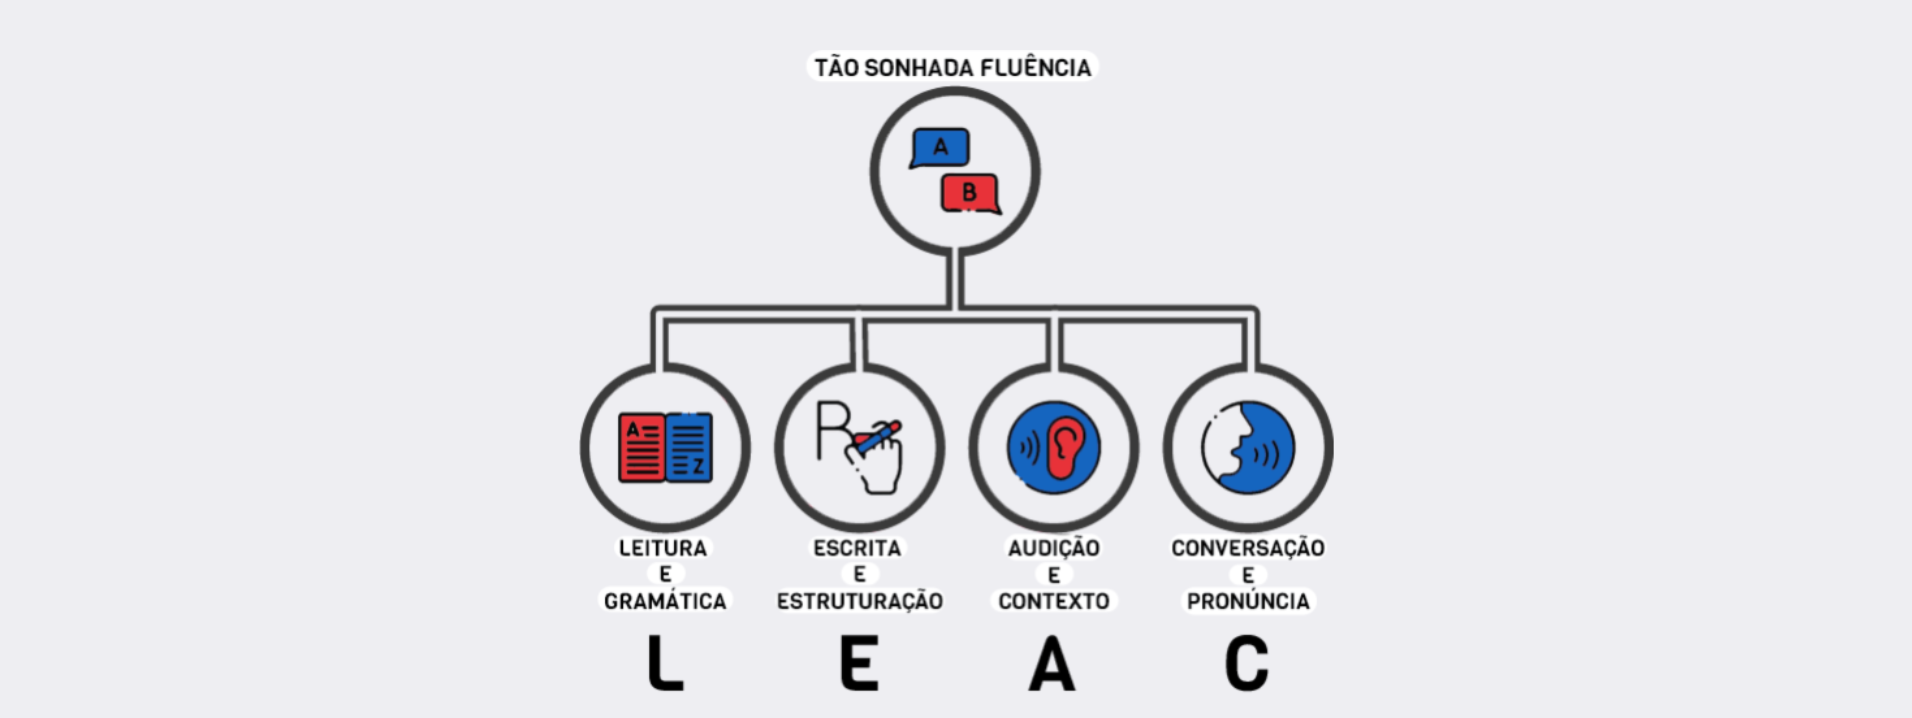 TÃO SONHADA FLUÊNCIA
A
B
A
Z
R
LEITURA
E
GRAMÁTICA
L
ESCRITA
E
ESTRUTURAÇÃO
E
AUDIÇÃO
E
CONTEXTO
A
CONVERSAÇÃO
E
PRONÚNCIA
C